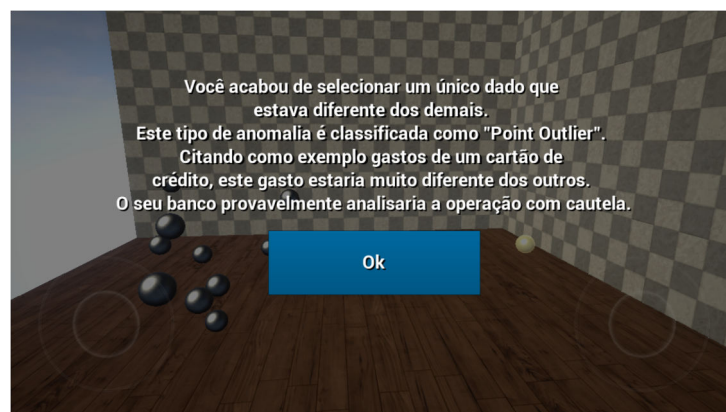 Você acabou de selecionar um único dado que
estava diferente dos demais.
Este tipo de anomalia é classificada como "Point Outlier".
Citando como exemplo gastos de um cartão de
crédito, este gasto estaria muito diferente dos outros.
O seu banco provavelmente analisaria a operação com cautela.
Ok